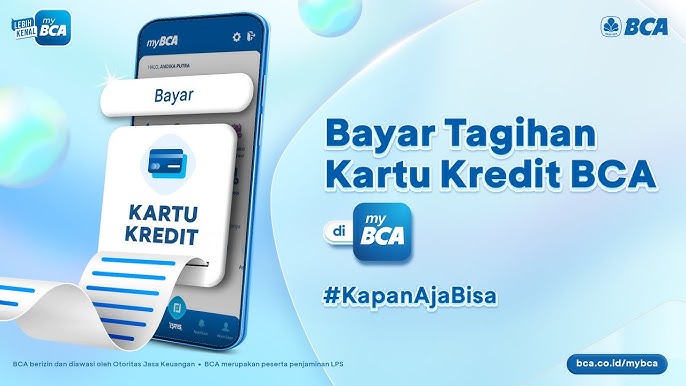 LEBIH
KENAL
my
BCA
BCA
myBCA
HALO, ANDIKA PUTRA
Bayar
KARTU
KREDIT
Bayar Tagihan
Kartu Kredit BCA
di
my
BCA
#KapanAjaBisa
QRIS
BCA berizin dan diawasi oleh Otoritas Jasa Keuangan • BCA merupakan peserta penjaminan LPS
bca.co.id/mybca